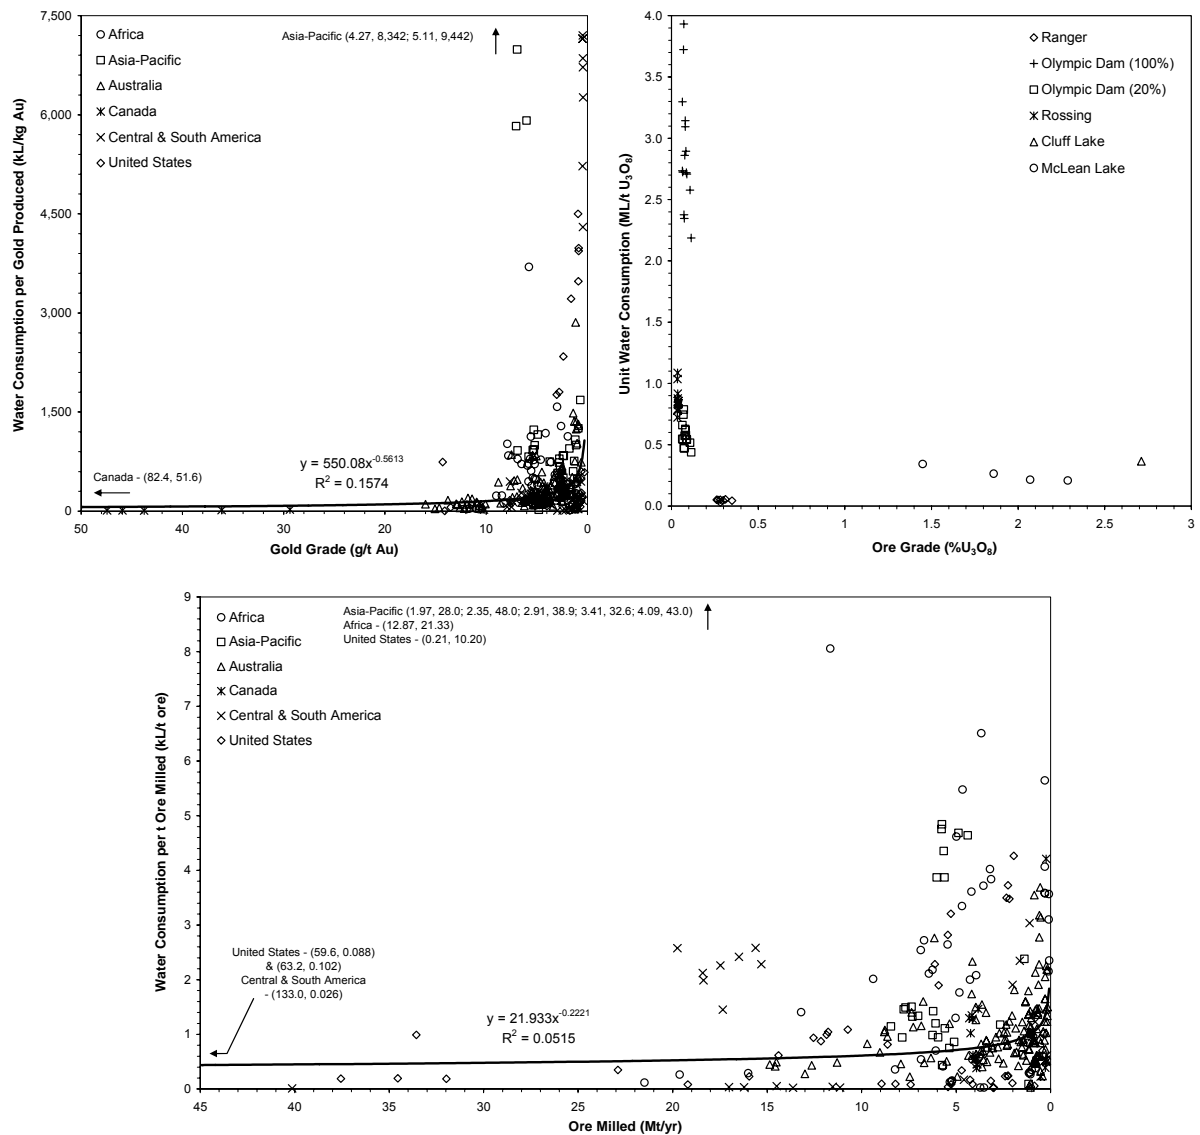 Water Consumption per Gold Produced (kL/kg Au)
7,500
6,000
4,500
3,000
1,500
0
Africa
Asia-Pacific
Australia
Canada
Central & South America
United States
Asia-Pacific (4.27, 8,342; 5.11, 9,442)
Canada - (82.4, 51.6)
y = 550.08x^-0.5613
R² = 0.1574
50 40 30 20 10 0
Gold Grade (g/t Au)
Unit Water Consumption (ML/t U₃O₈)
4.0
3.5
3.0
2.5
2.0
1.5
1.0
0.5
0.0
Ranger
Olympic Dam (100%)
Olympic Dam (20%)
Rossing
Cluff Lake
McLean Lake
0 0.5 1 1.5 2 2.5 3
Ore Grade (%U₃O₈)
Water Consumption per t Ore Milled (kL/t ore)
9
8
7
6
5
4
3
2
1
0
Africa
Asia-Pacific
Australia
Canada
Central & South America
United States
Asia-Pacific (1.97, 28.0; 2.35, 48.0; 2.91, 38.9; 3.41, 32.6; 4.09, 43.0)
Africa - (12.87, 21.33)
United States - (0.21, 10.20)
United States - (59.6, 0.088)
& (63.2, 0.102)
Central & South America
- (133.0, 0.026)
y = 21.933x^-0.2221
R² = 0.0515
45 40 35 30 25 20 15 10 5 0
Ore Milled (Mt/yr)